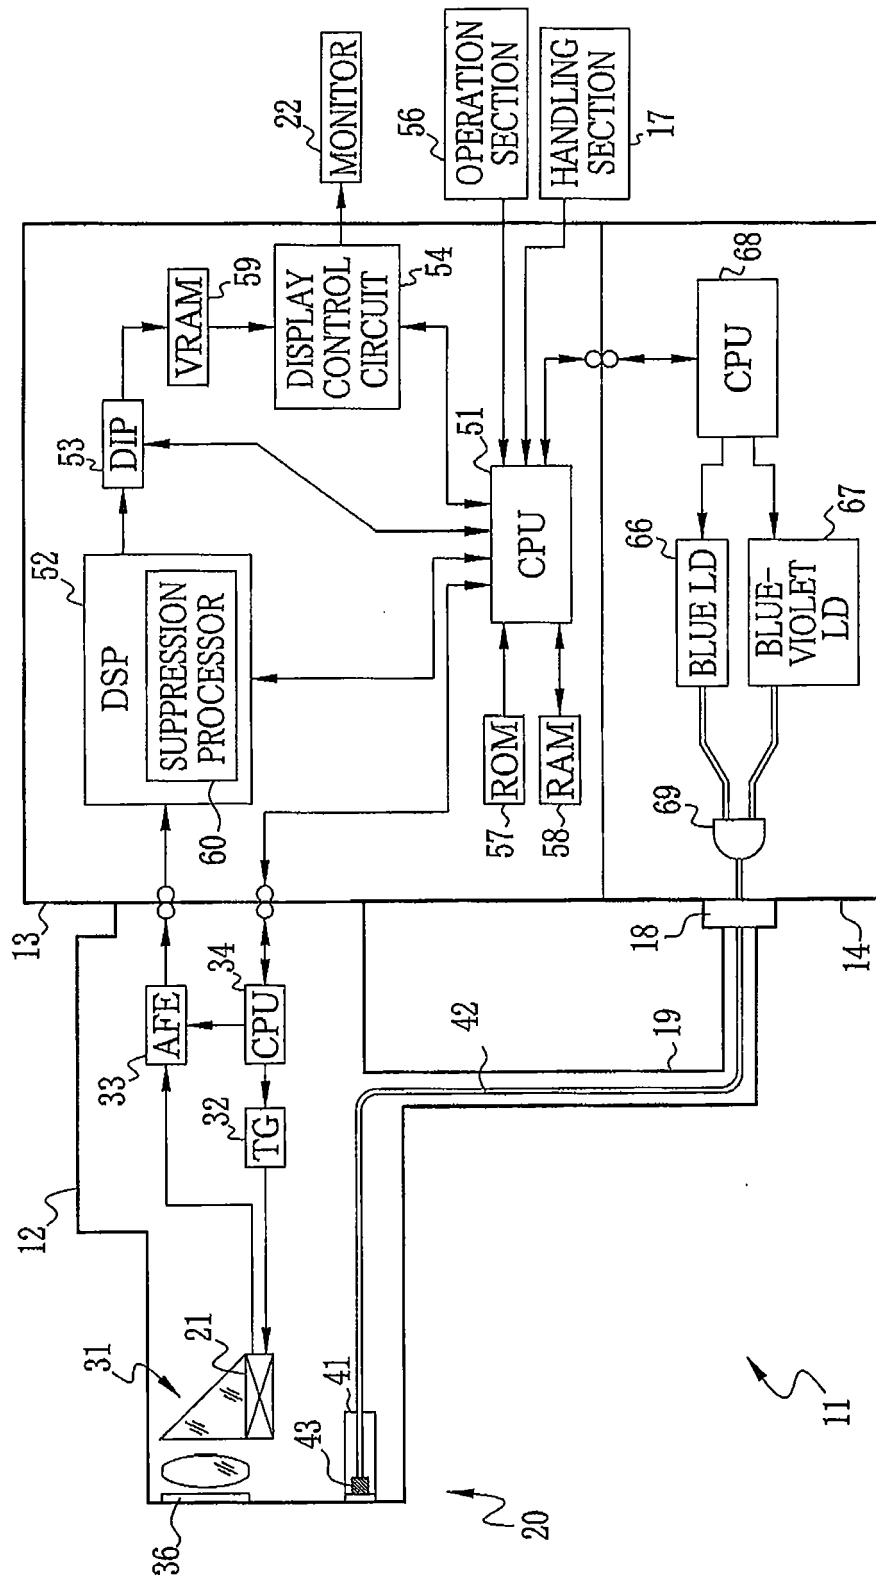 22
MONITOR
56
OPERATION
SECTION
HANDLING
SECTION
17
59
VRAM
DISPLAY
CONTROL
CIRCUIT
54
53
DIP
52
DSP
SUPPRESSION
PROCESSOR
60
51
CPU
57
ROM
58
RAM
68
CPU
66
BLUE LD
67
BLUE-
VIOLET
LD
69
13
12
33
AFE
34
CPU
32
TG
31
21
36
18
14
19
42
41
43
20
11